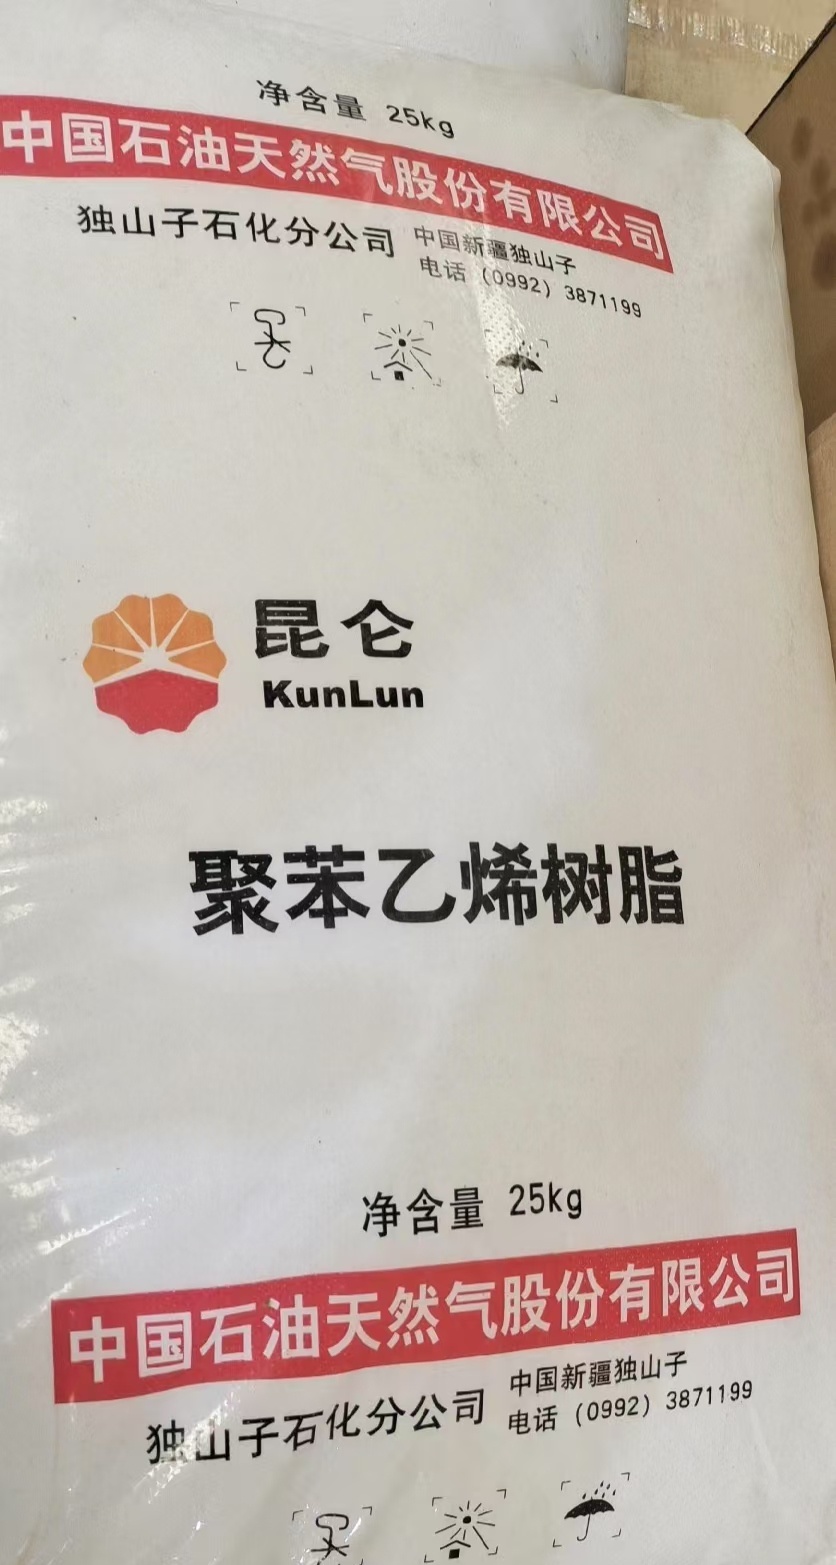 净含量 25kg
中国石油天然气股份有限公司
独山子石化分公司
中国新疆独山子
电话 (0992) 3871199
昆仑
KunLun
聚苯乙烯树脂
净含量 25kg
中国石油天然气股份有限公司
独山子石化分公司
中国新疆独山子
电话 (0992) 3871199